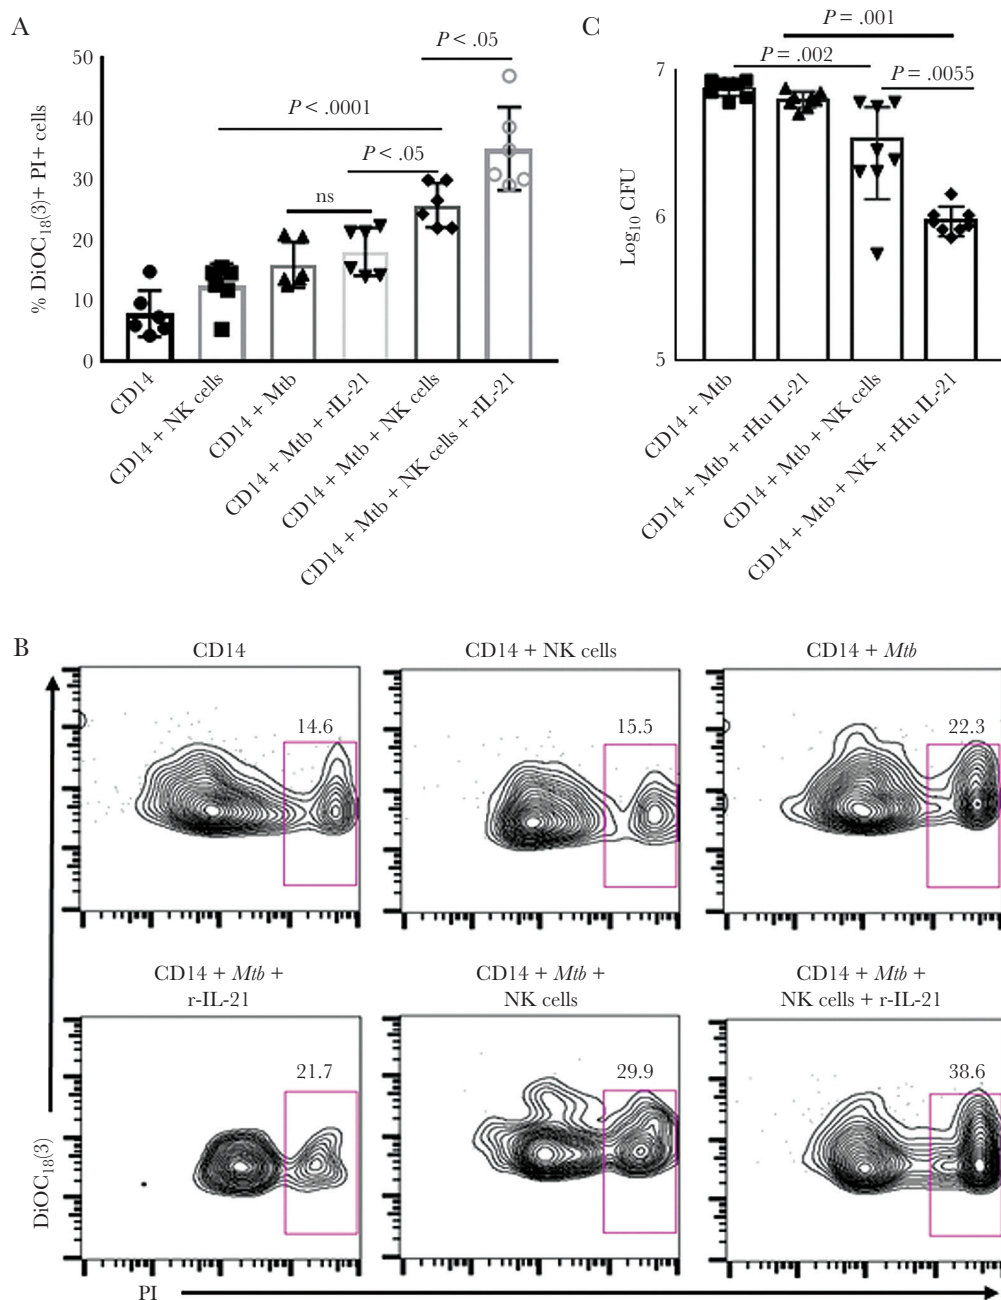 A
% DiOC18(3)+ PI+ cells
50
40
30
20
10
0
P < .05
P < .0001
P < .05
ns
CD14
CD14 + NK cells
CD14 + Mtb
CD14 + Mtb + rIL-21
CD14 + Mtb + NK cells
CD14 + Mtb + NK cells + rIL-21
C
Log10 CFU
7
6
5
P = .001
P = .002
P = .0055
CD14 + Mtb
CD14 + Mtb + rHu IL-21
CD14 + Mtb + NK cells
CD14 + Mtb + NK + rHu IL-21
B
CD14
14.6
CD14 + NK cells
15.5
CD14 + Mtb
22.3
CD14 + Mtb +
r-IL-21
21.7
CD14 + Mtb +
NK cells
29.9
CD14 + Mtb +
NK cells + r-IL-21
38.6
DiOC18(3)
PI